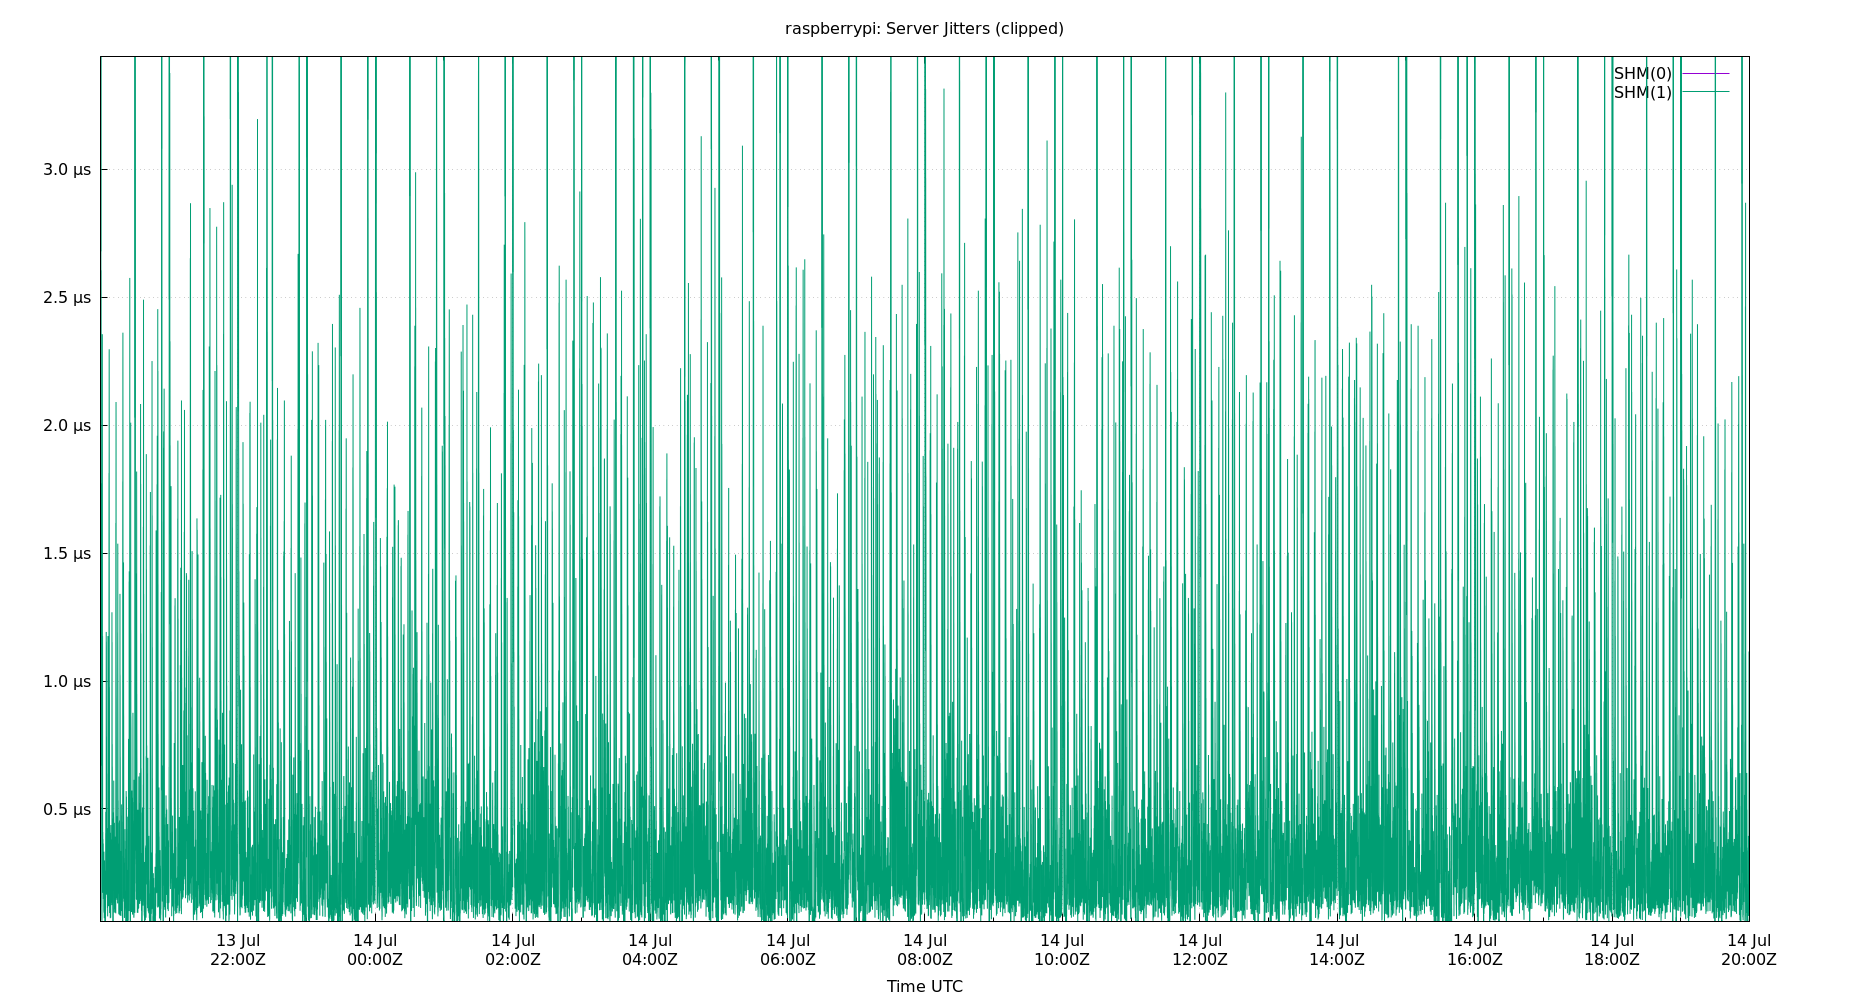 raspberrypi: Server Jitters (clipped)
SHM(0)
SHM(1)
3.0 µs
2.5 µs
2.0 µs
1.5 µs
1.0 µs
0.5 µs
13 Jul 14 Jul 14 Jul 14 Jul 14 Jul 14 Jul 14 Jul 14 Jul 14 Jul 14 Jul 14 Jul 14 Jul
22:00Z 00:00Z 02:00Z 04:00Z 06:00Z 08:00Z 10:00Z 12:00Z 14:00Z 16:00Z 18:00Z 20:00Z
Time UTC